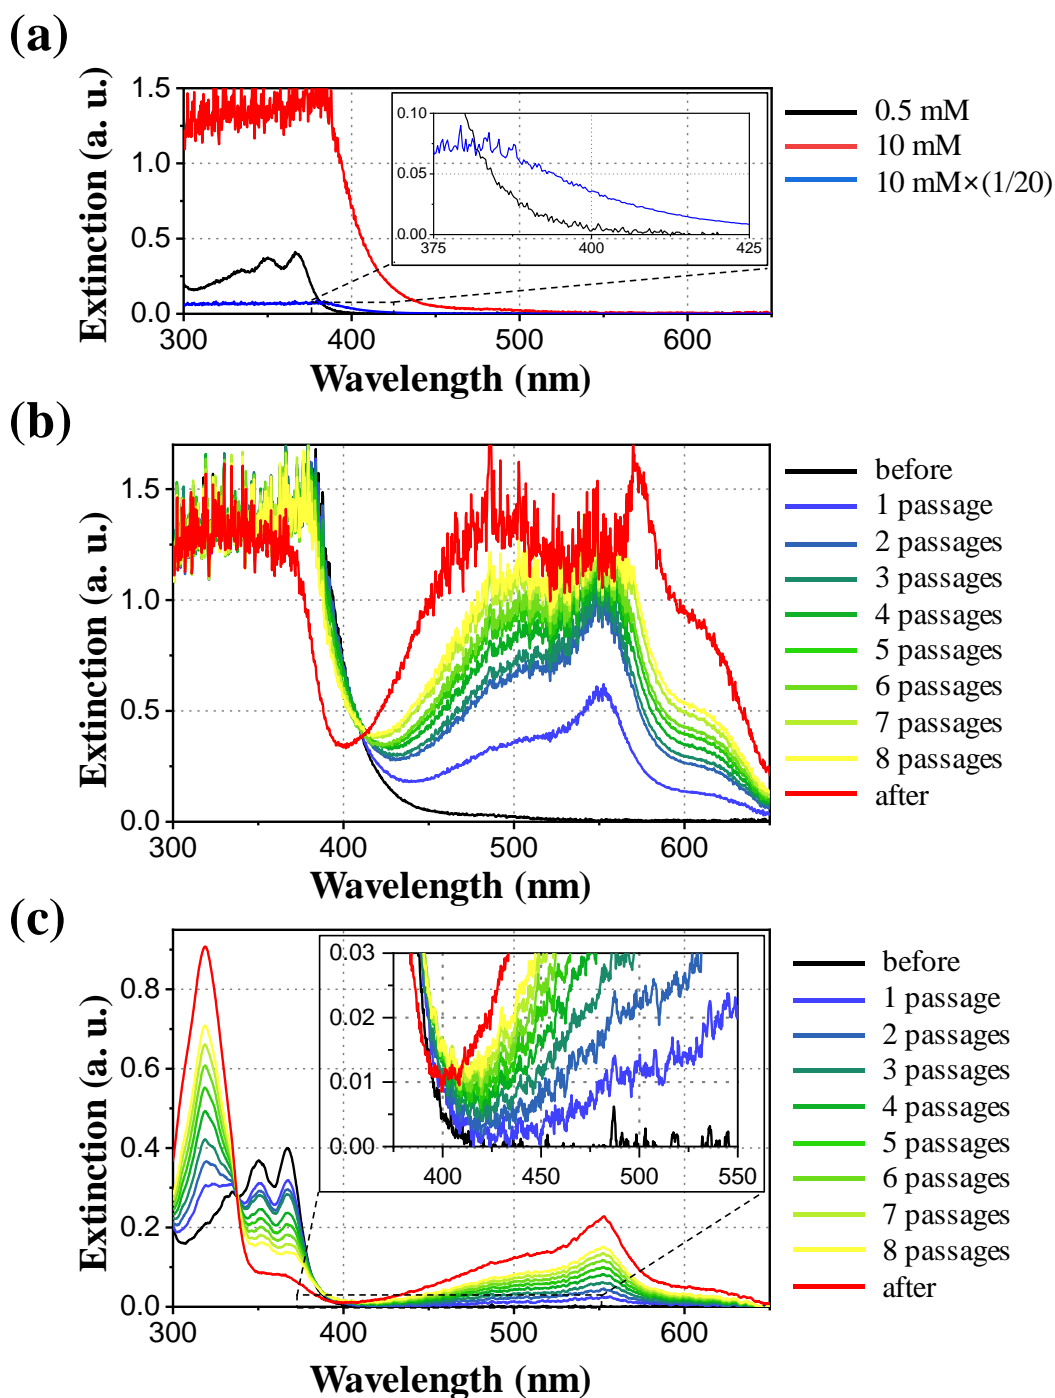 (a)
Extinction (a. u.)
1.5
1.0
0.5
0.0
300
400
500
600
Wavelength (nm)
0.10
0.05
0.00
375
400
425
0.5 mM
10 mM
10 mM×(1/20)
(b)
Extinction (a. u.)
1.5
1.0
0.5
0.0
300
400
500
600
Wavelength (nm)
before
1 passage
2 passages
3 passages
4 passages
5 passages
6 passages
7 passages
8 passages
after
(c)
Extinction (a. u.)
0.8
0.6
0.4
0.2
0.0
300
400
500
600
Wavelength (nm)
0.03
0.02
0.01
0.00
400
450
500
550
before
1 passage
2 passages
3 passages
4 passages
5 passages
6 passages
7 passages
8 passages
after